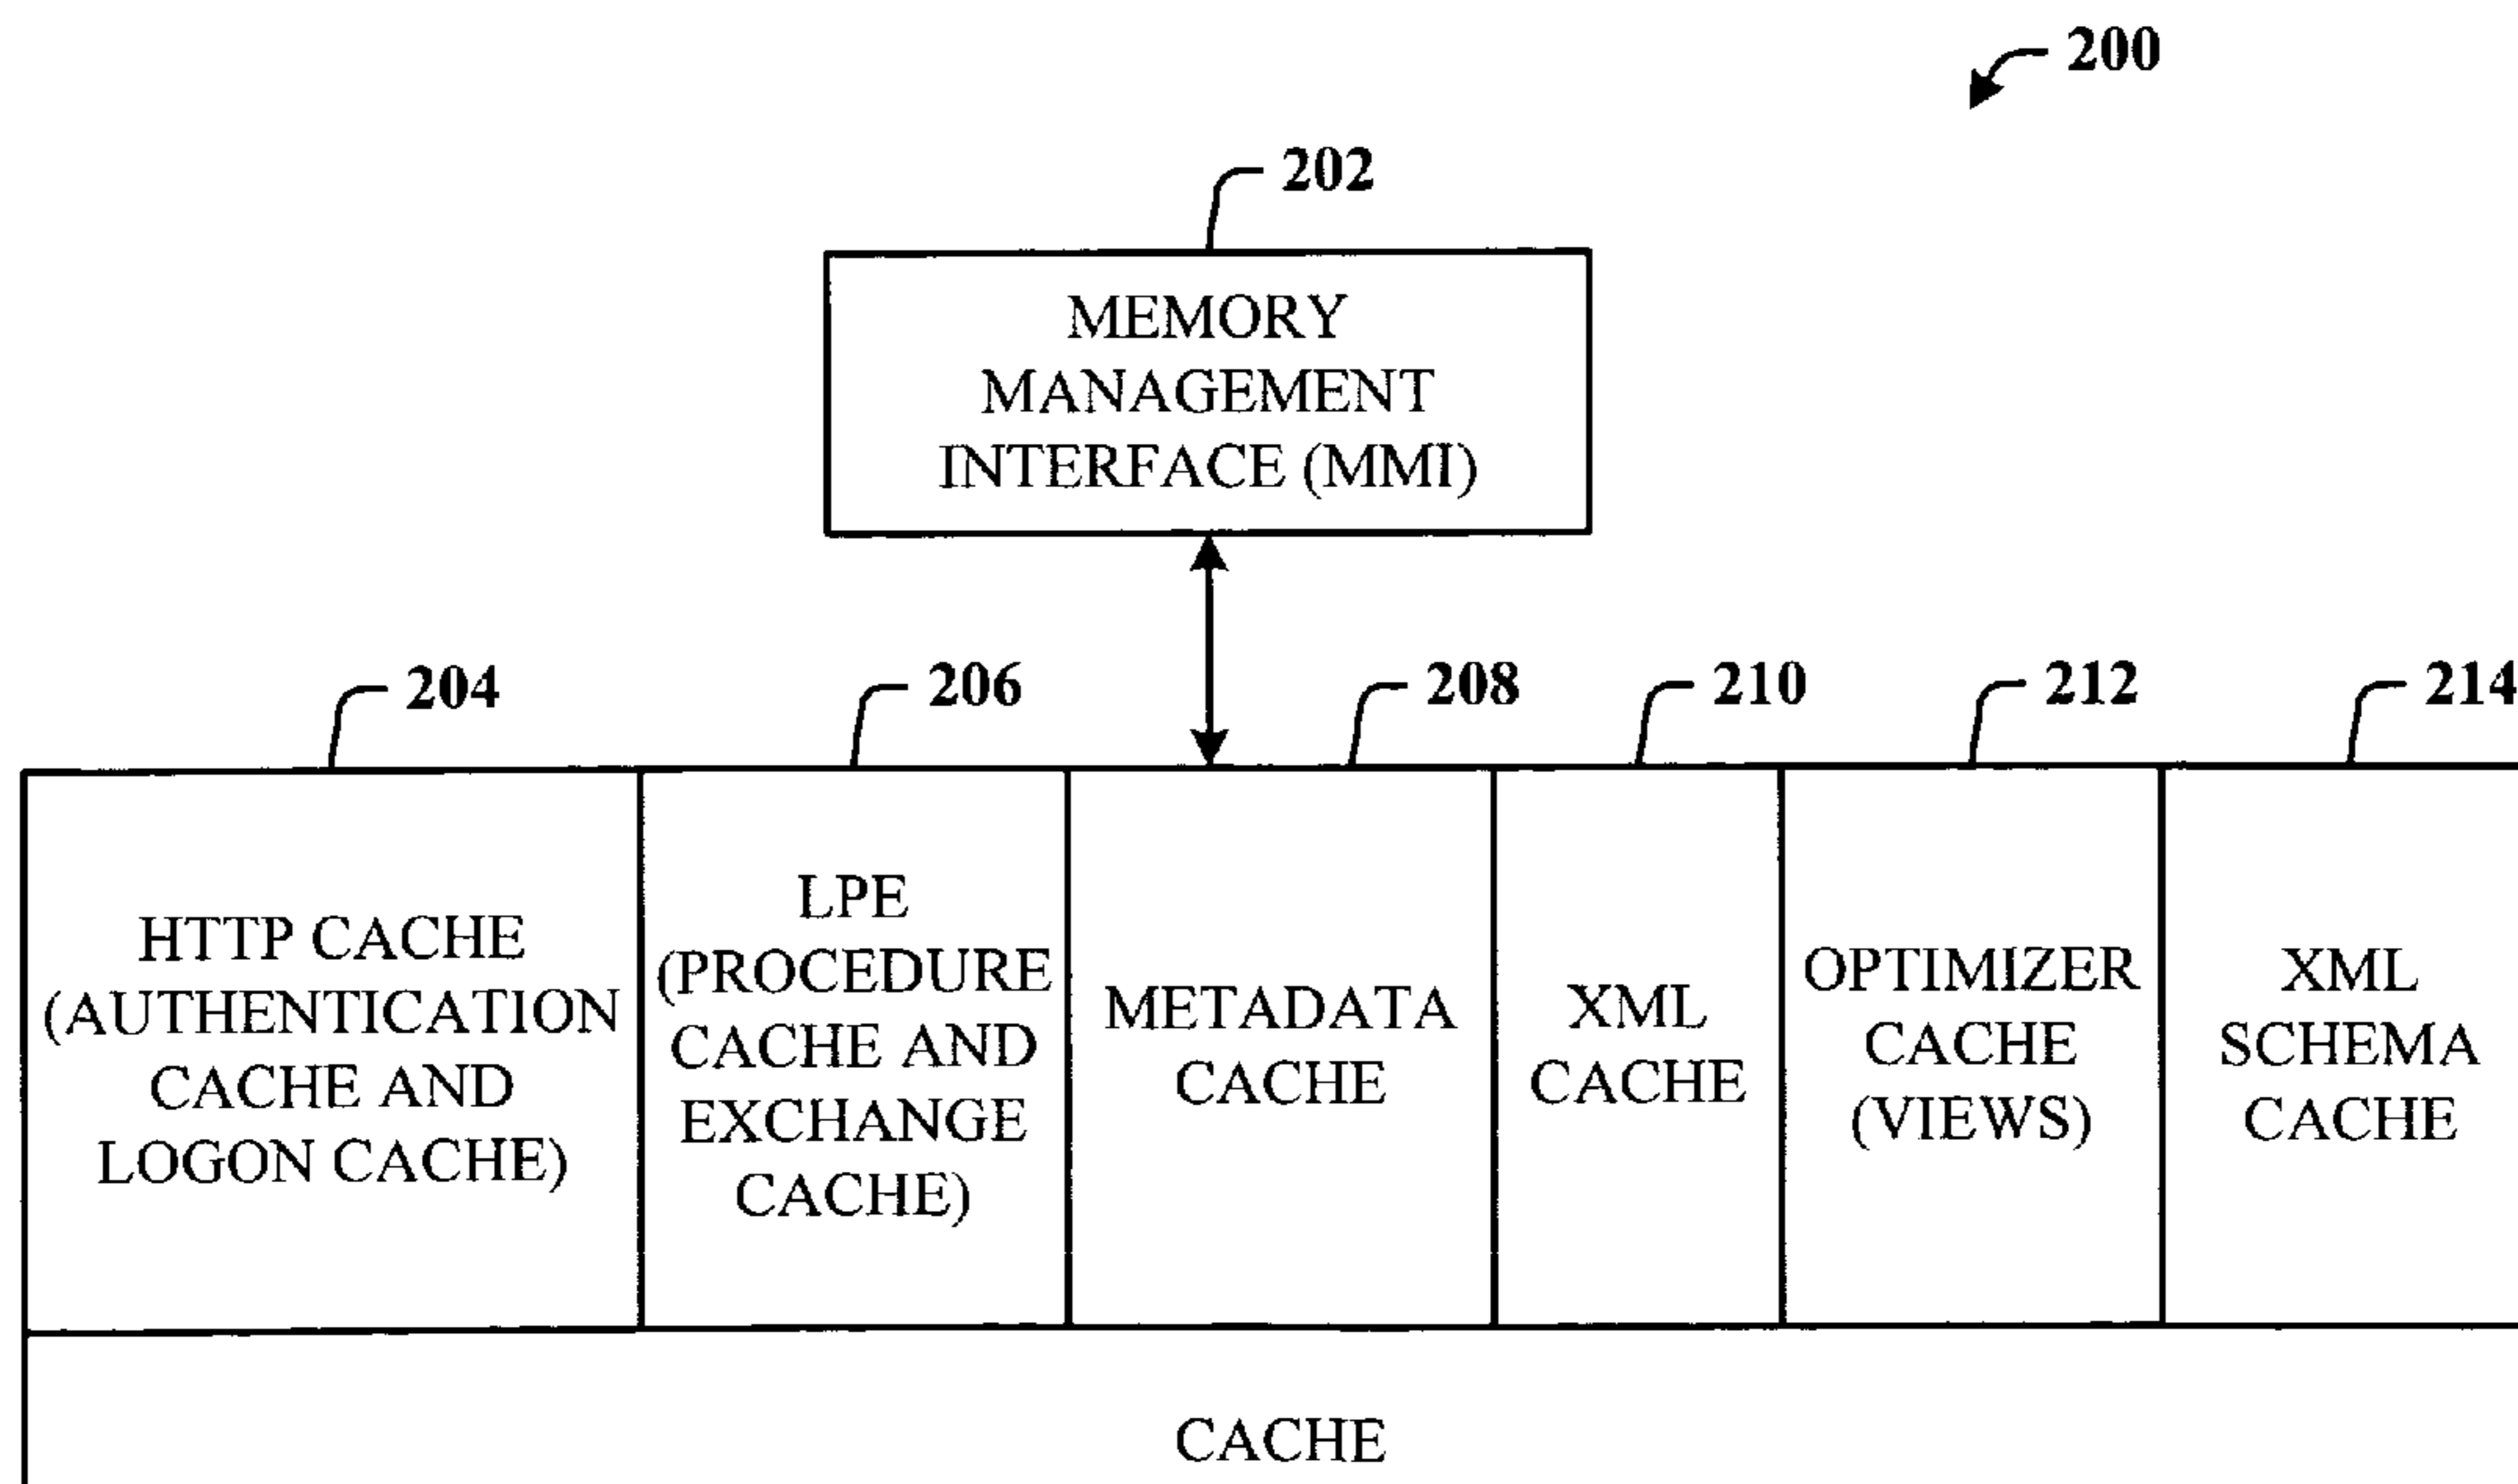 200
202
MEMORY
MANAGEMENT
INTERFACE (MMI)
204
206
208
210
212
214
HTTP CACHE
(AUTHENTICATION
CACHE AND
LOGON CACHE)
LPE
(PROCEDURE
CACHE AND
EXCHANGE
CACHE)
METADATA
CACHE
XML
CACHE
OPTIMIZER
CACHE
(VIEWS)
XML
SCHEMA
CACHE
CACHE